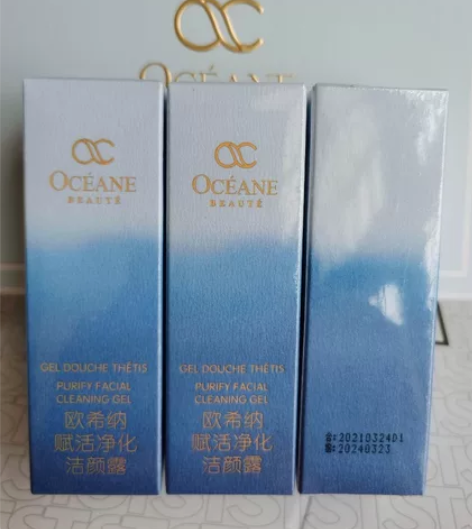 OCÉANE
OCÉANE
BEAUTÉ
GEL DOUCHE THÉTIS
PURIFY FACIAL
CLEANING GEL
欧希纳
赋活净化
洁颜露
OCÉANE
BEAUTÉ
GEL DOUCHE THÉTIS
PURIFY FACIAL
CLEANING GEL
欧希纳
赋活净化
洁颜露
20210324D1
20240323